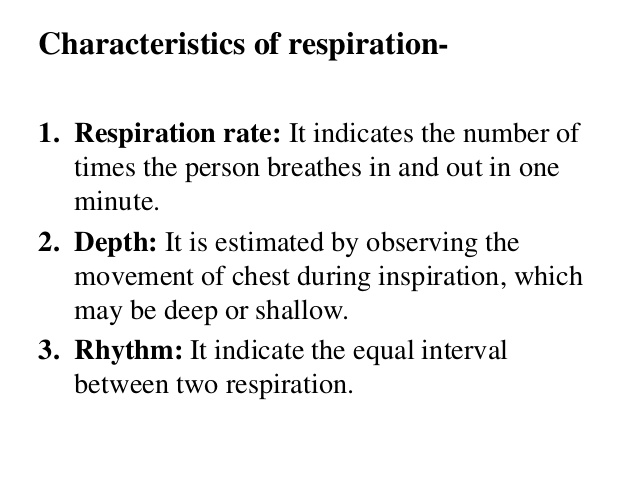 Characteristics of respiration-
1. Respiration rate: It indicates the number of
times the person breathes in and out in one
minute.
2. Depth: It is estimated by observing the
movement of chest during inspiration, which
may be deep or shallow.
3. Rhythm: It indicate the equal interval
between two respiration.